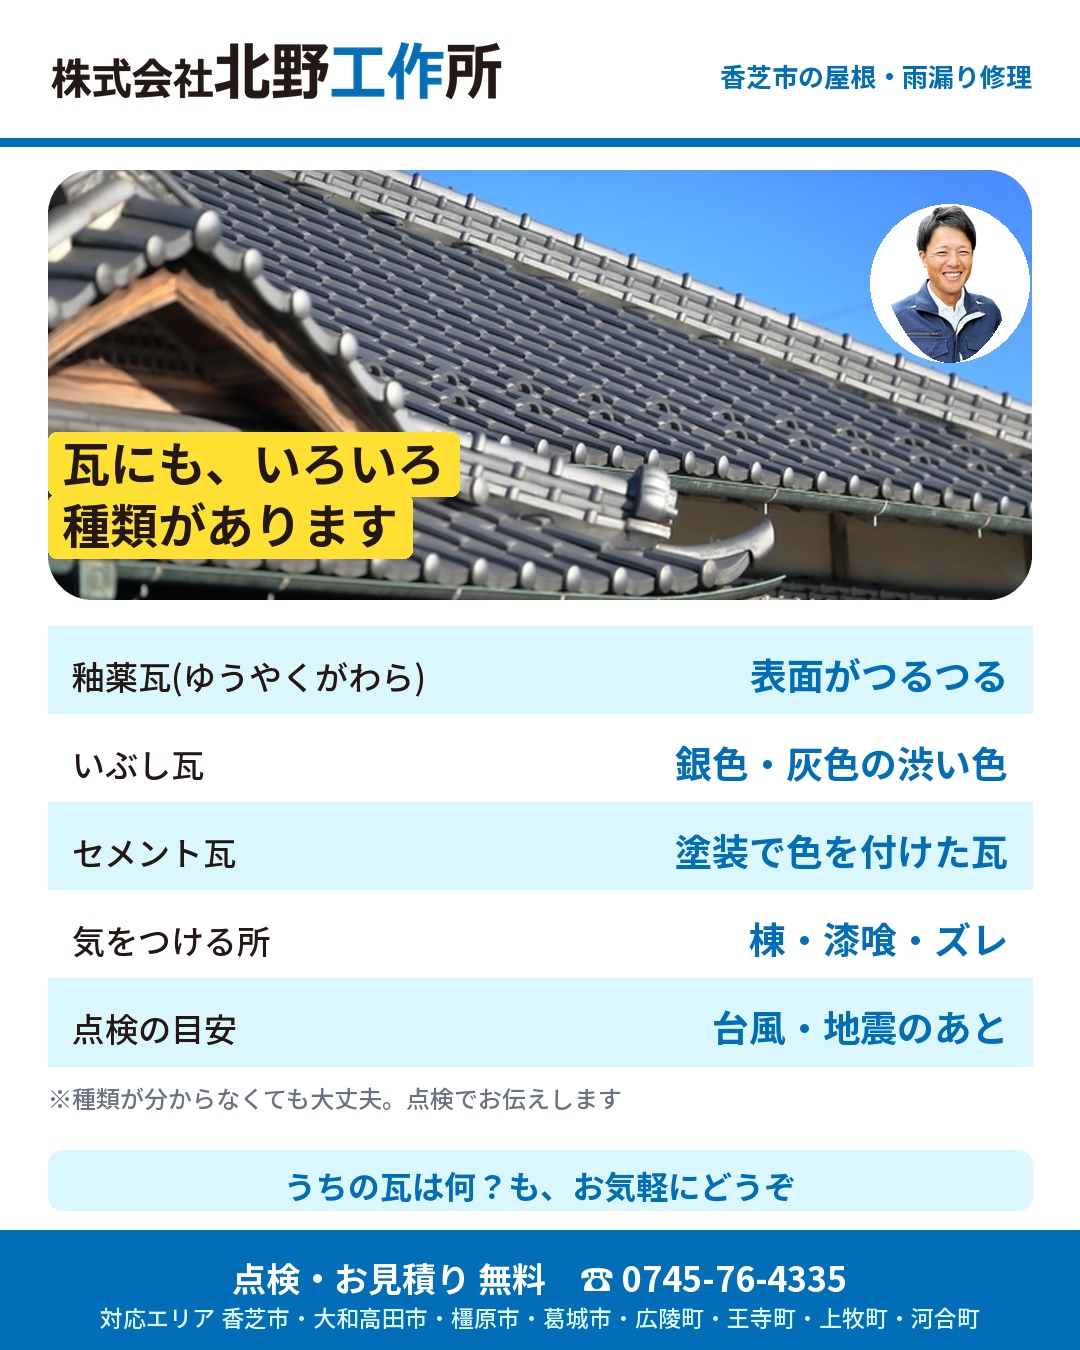 株式会社北野工作所
香芝市の屋根・雨漏り修理
瓦にも、いろいろ
種類があります
釉薬瓦(ゆうやくがわら)
表面がつるつる
いぶし瓦
銀色・灰色の渋い色
セメント瓦
塗装で色を付けた瓦
気をつける所
棟・漆喰・ズレ
点検の目安
台風・地震のあと
※種類が分からなくても大丈夫。点検でお伝えします
うちの瓦は何？も、お気軽にどうぞ
点検・お見積り 無料 ☎ 0745-76-4335
対応エリア 香芝市・大和高田市・橿原市・葛城市・広陵町・王寺町・上牧町・河合町